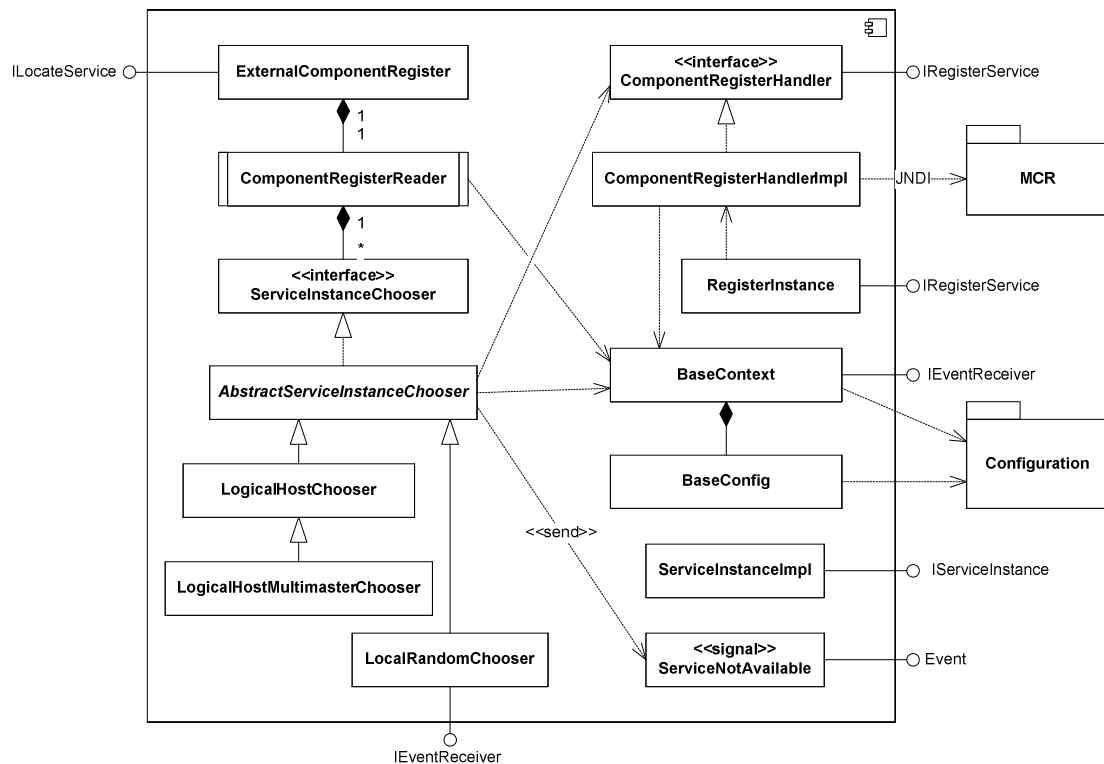 ILocateService
ExternalComponentRegister
1
1
ComponentRegisterReader
1
*
<<interface>>
ServiceInstanceChooser
AbstractServiceInstanceChooser
LogicalHostChooser
LogicalHostMultimasterChooser
LocalRandomChooser
IEventReceiver
<<interface>>
ComponentRegisterHandler
IRegisterService
ComponentRegisterHandlerImpl
JNDI
MCR
RegisterInstance
IRegisterService
BaseContext
IEventReceiver
BaseConfig
Configuration
<<send>>
ServiceInstanceImpl
IServiceInstance
<<signal>>
ServiceNotAvailable
Event